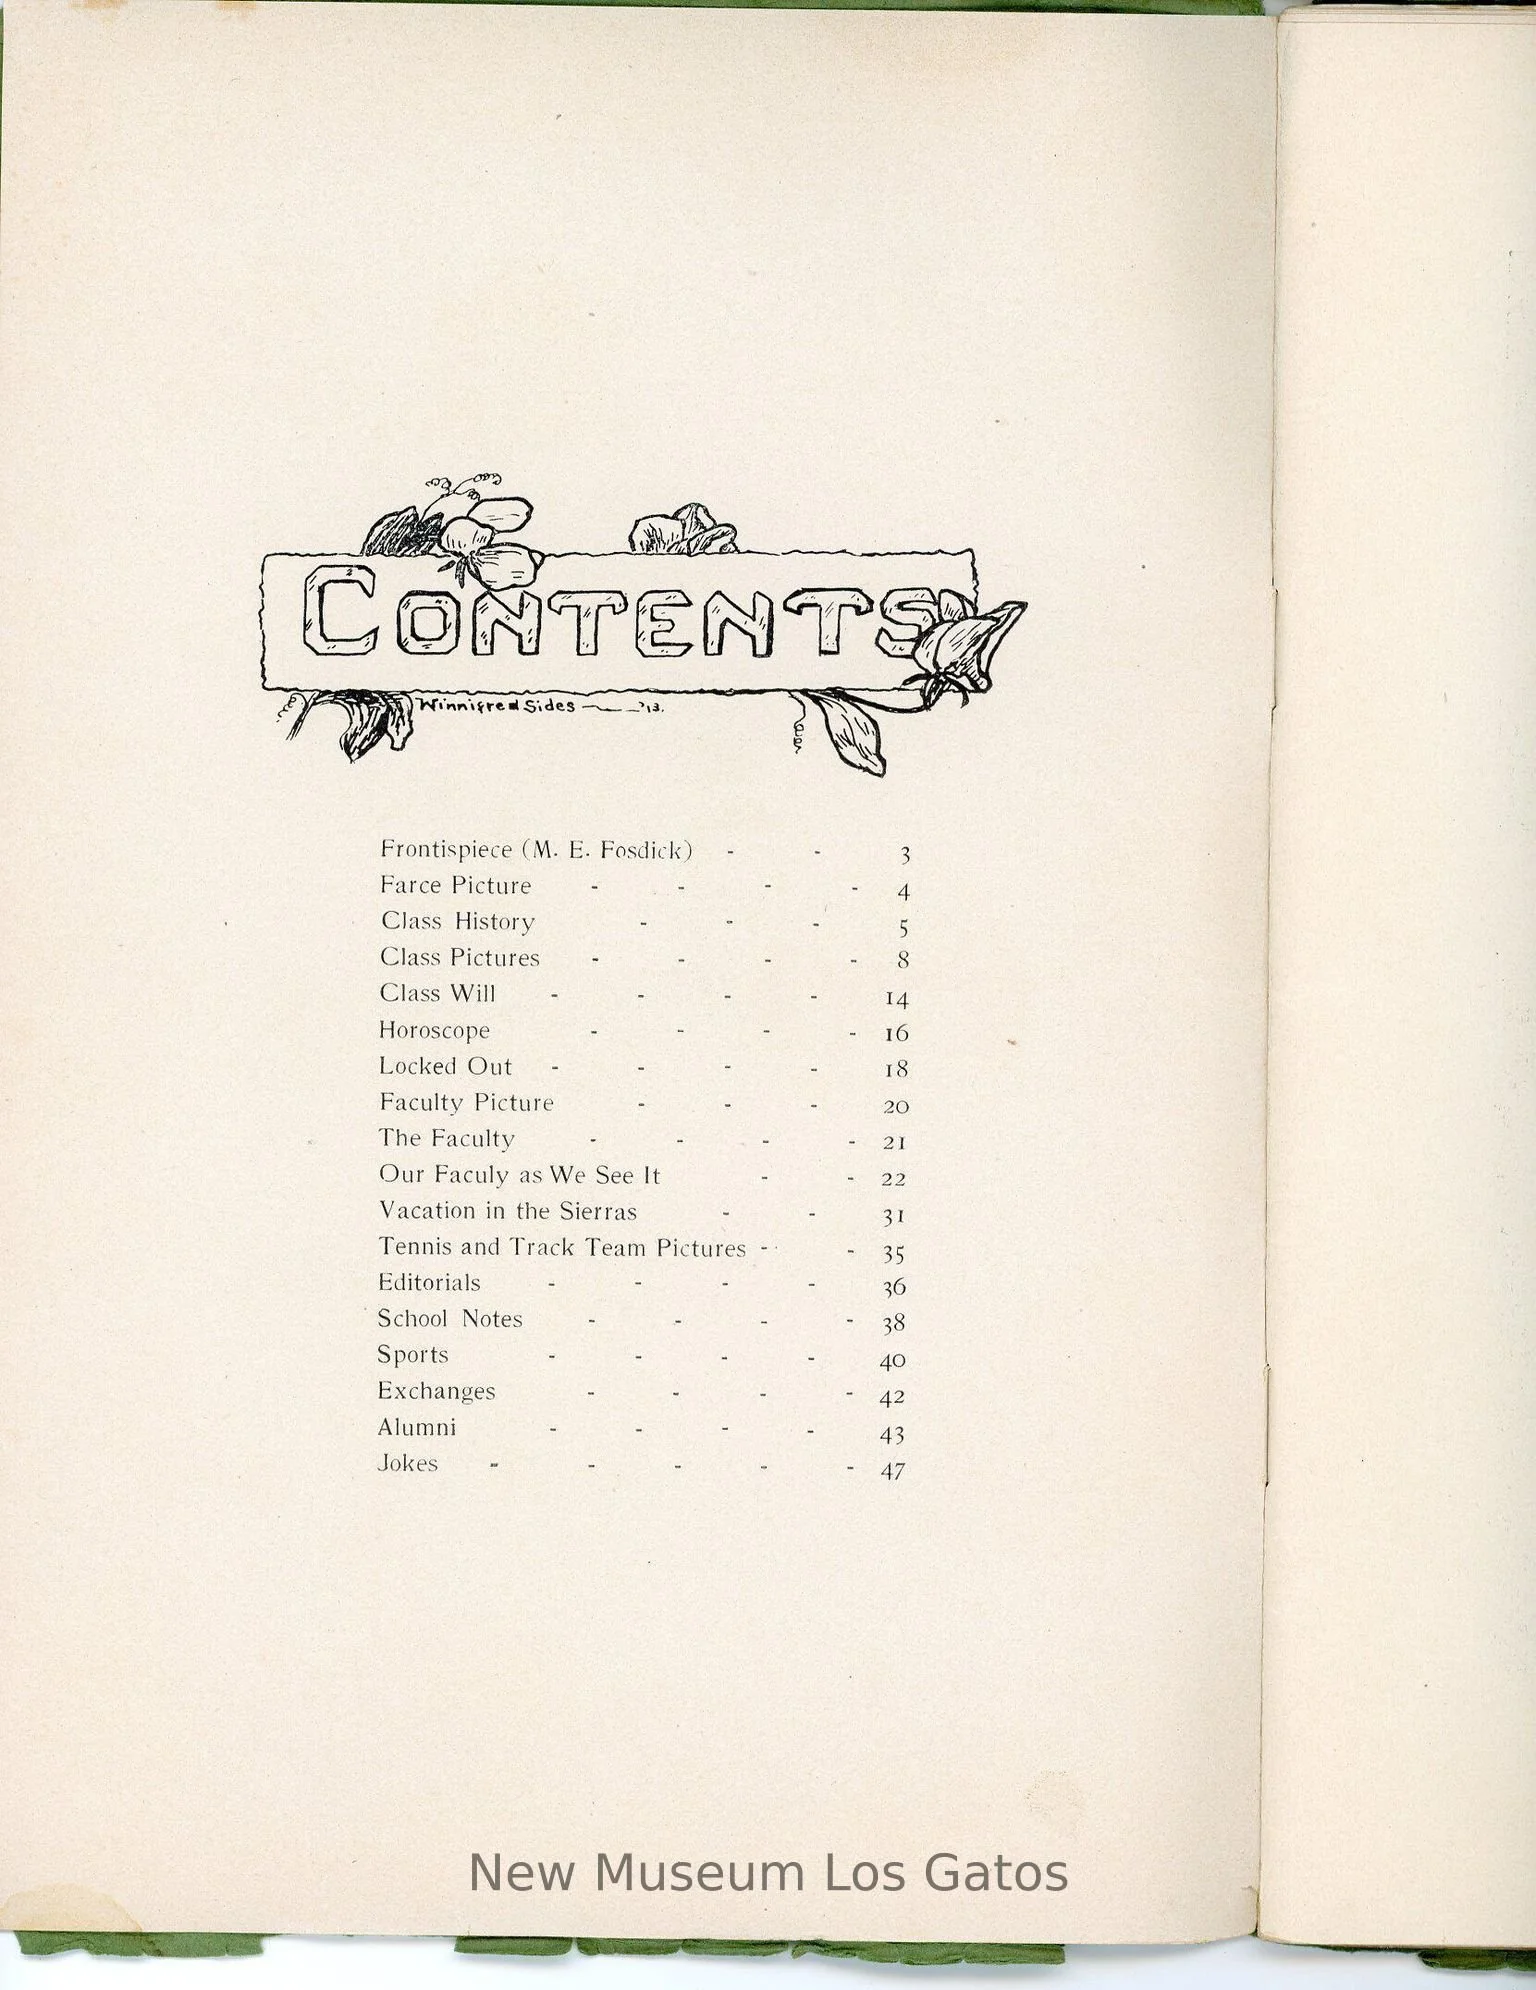 CONTENTS
Winnifred Sides — '13.
Frontispiece (M. E. Fosdick) - - 3
Farce Picture - - - - 4
Class History - - - 5
Class Pictures - - - - 8
Class Will - - - - 14
Horoscope - - - - 16
Locked Out - - - - 18
Faculty Picture - - - 20
The Faculty - - - - 21
Our Faculy as We See It - - 22
Vacation in the Sierras - - 31
Tennis and Track Team Pictures - - 35
Editorials - - - - 36
School Notes - - - - 38
Sports - - - - 40
Exchanges - - - - 42
Alumni - - - - 43
Jokes - - - - - 47
New Museum Los Gatos